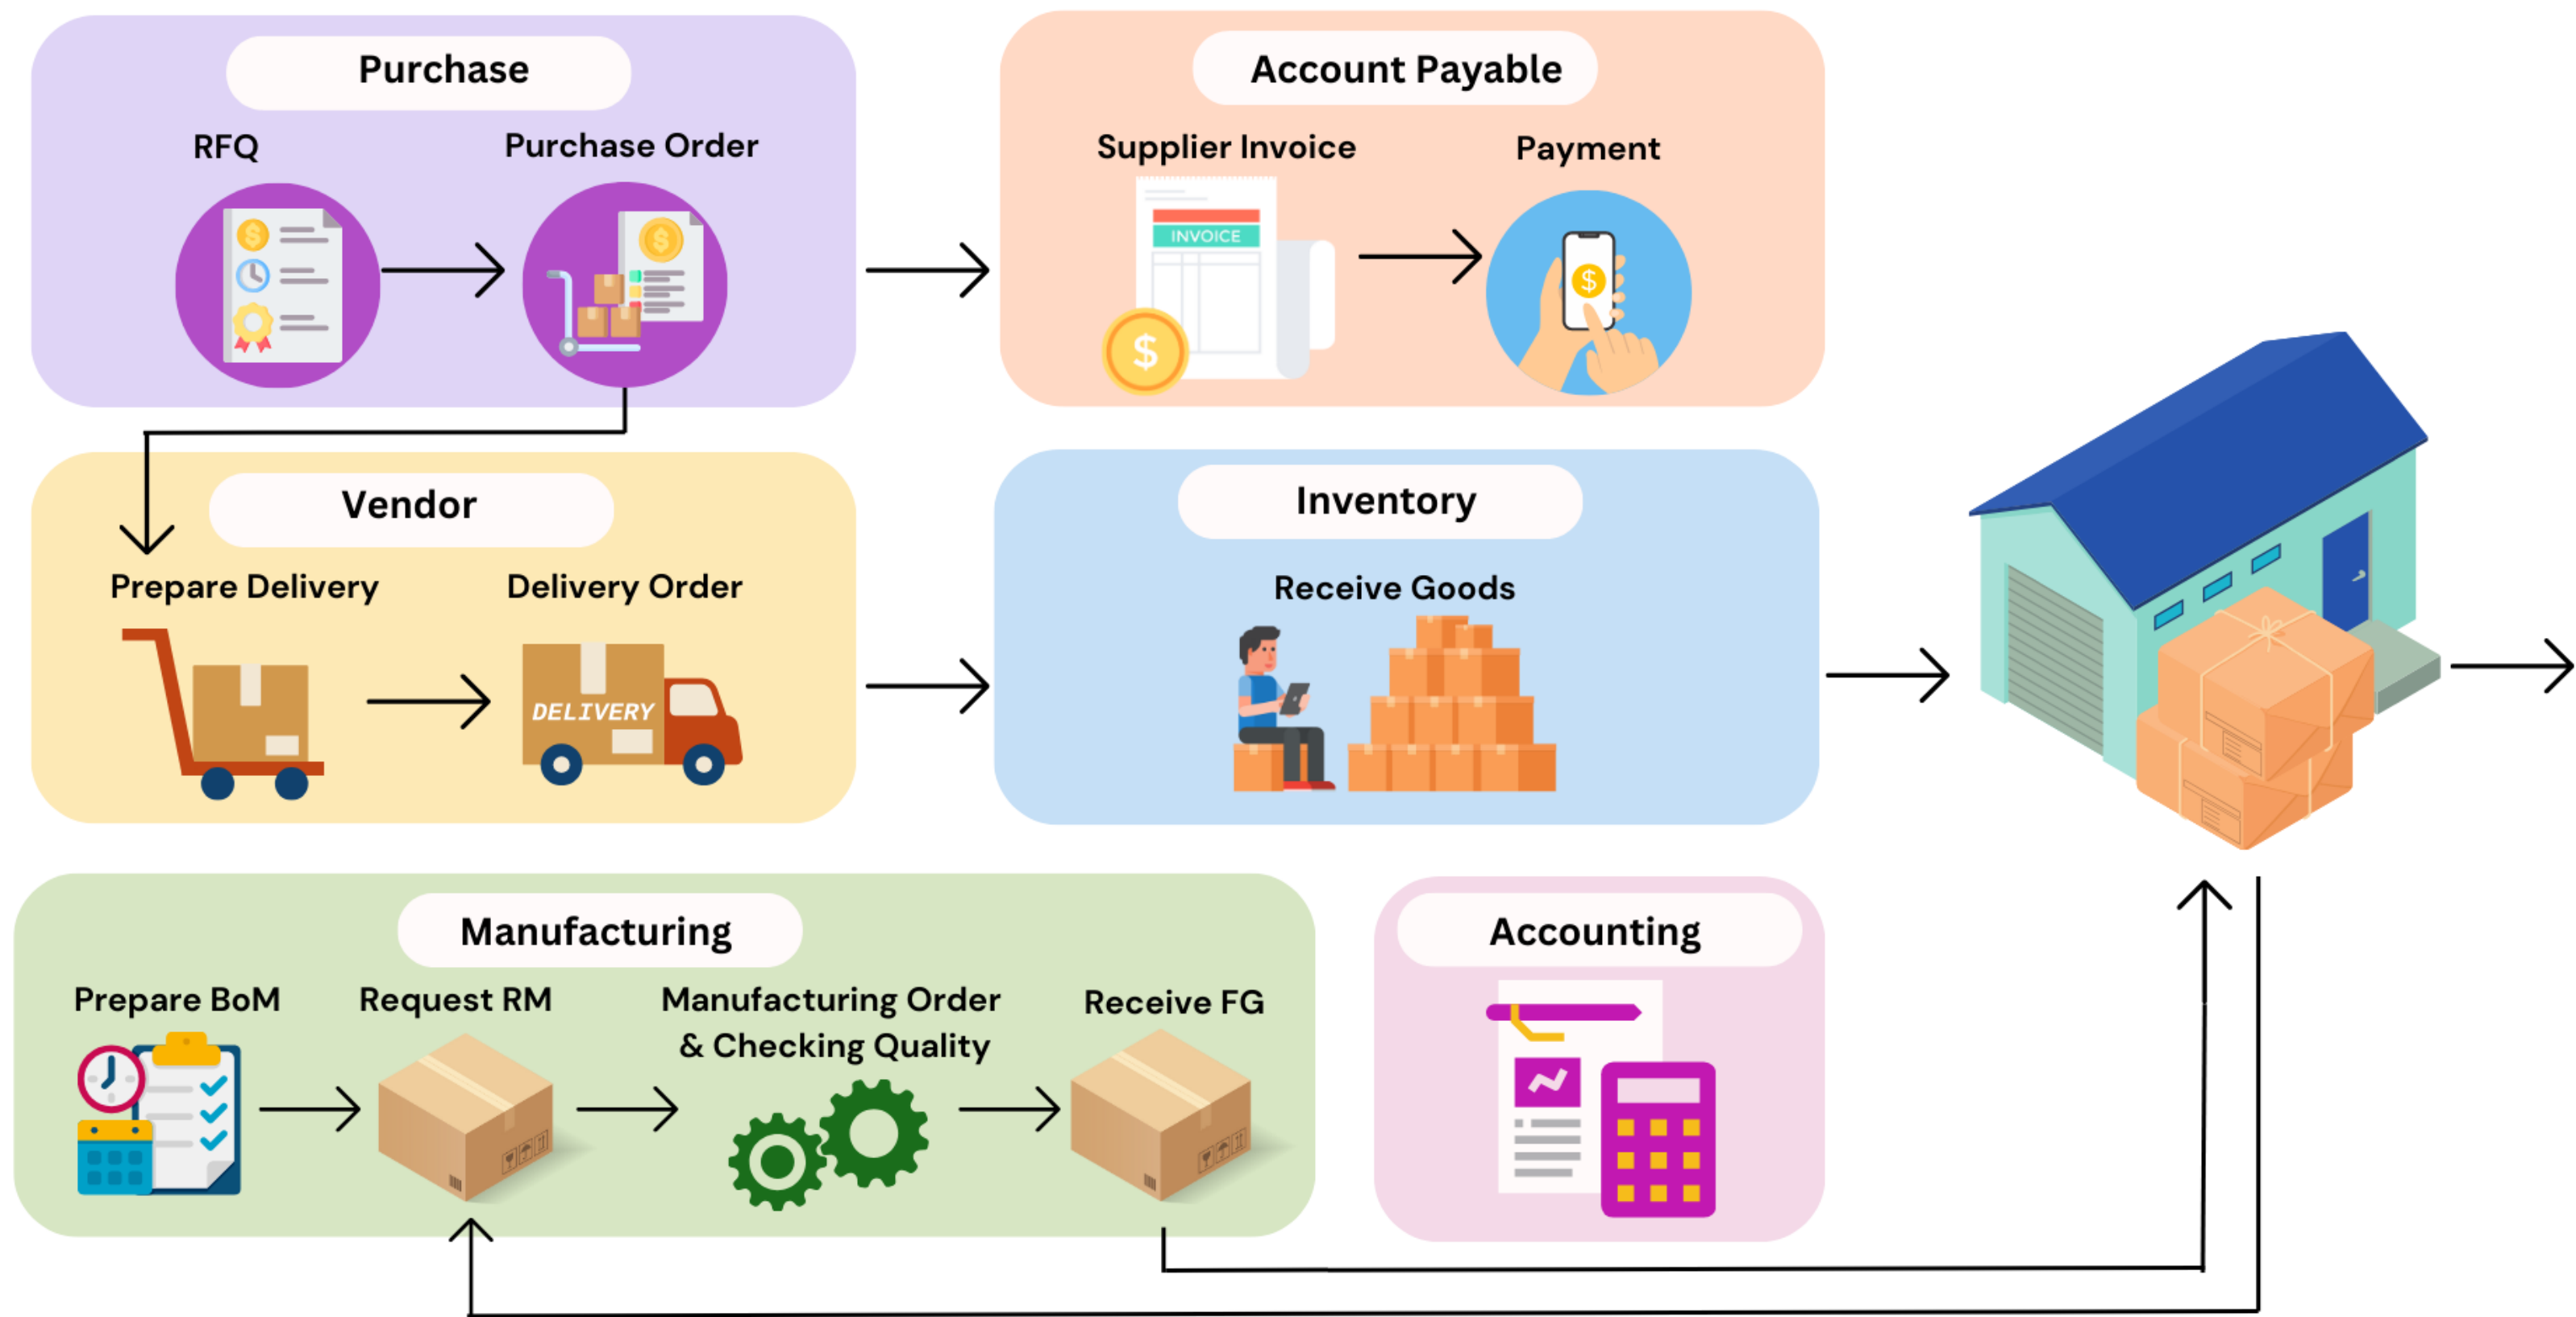 Purchase
RFQ
Purchase Order
Account Payable
Supplier Invoice
Payment
INVOICE
$
Vendor
Prepare Delivery
Delivery Order
DELIVERY
Inventory
Receive Goods
Manufacturing
Prepare BoM
Request RM
Manufacturing Order
& Checking Quality
Receive FG
Accounting